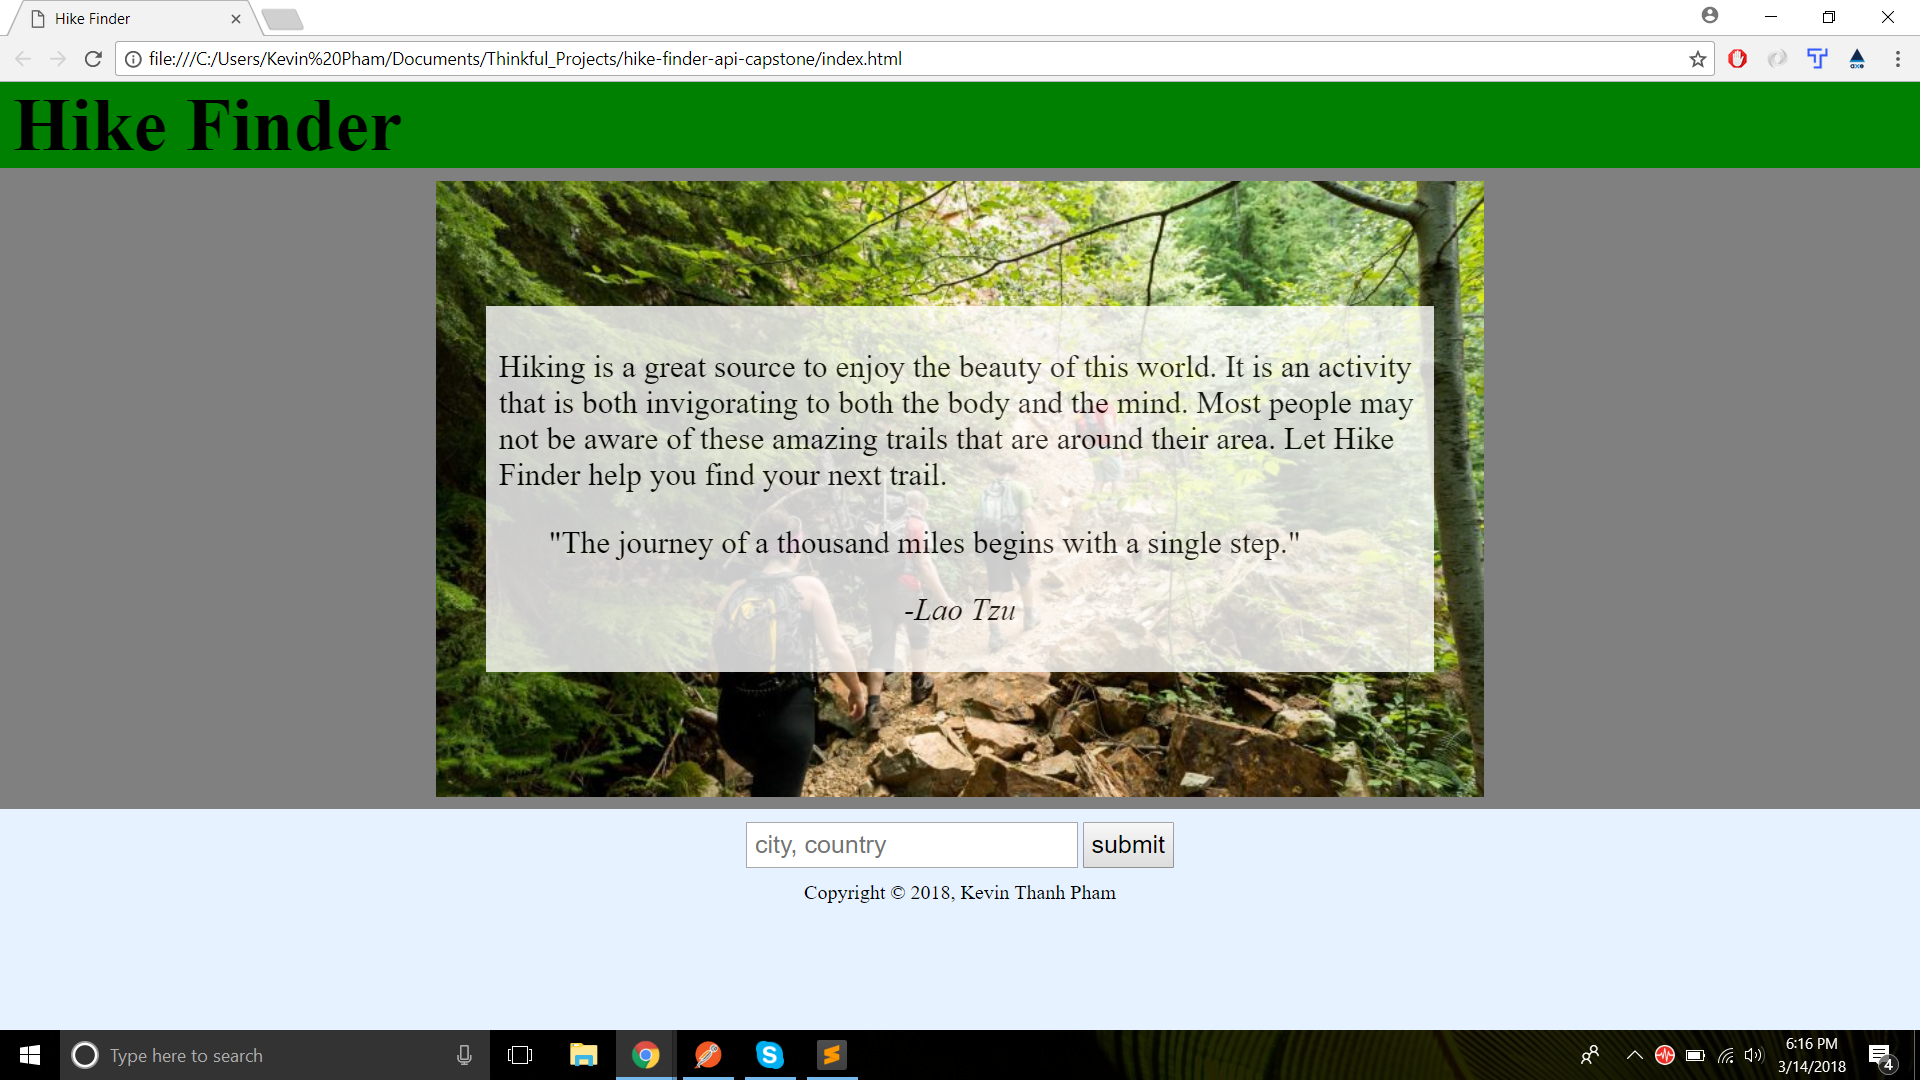 Hike Finder
file:///C:/Users/Kevin%20Pham/Documents/Thinkful_Projects/hike-finder-api-capstone/index.html
Hike Finder
Hiking is a great source to enjoy the beauty of this world. It is an activity
that is both invigorating to both the body and the mind. Most people may
not be aware of these amazing trails that are around their area. Let Hike
Finder help you find your next trail.
"The journey of a thousand miles begins with a single step."
-Lao Tzu
city, country submit
Copyright © 2018, Kevin Thanh Pham
Type here to search
6:16 PM
3/14/2018
4